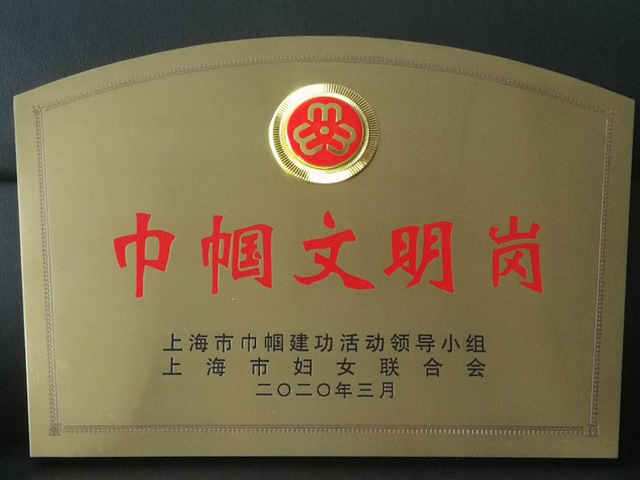 巾帼文明岗
上海市巾帼建功活动领导小组
上海市妇女联合会
二〇二〇年三月